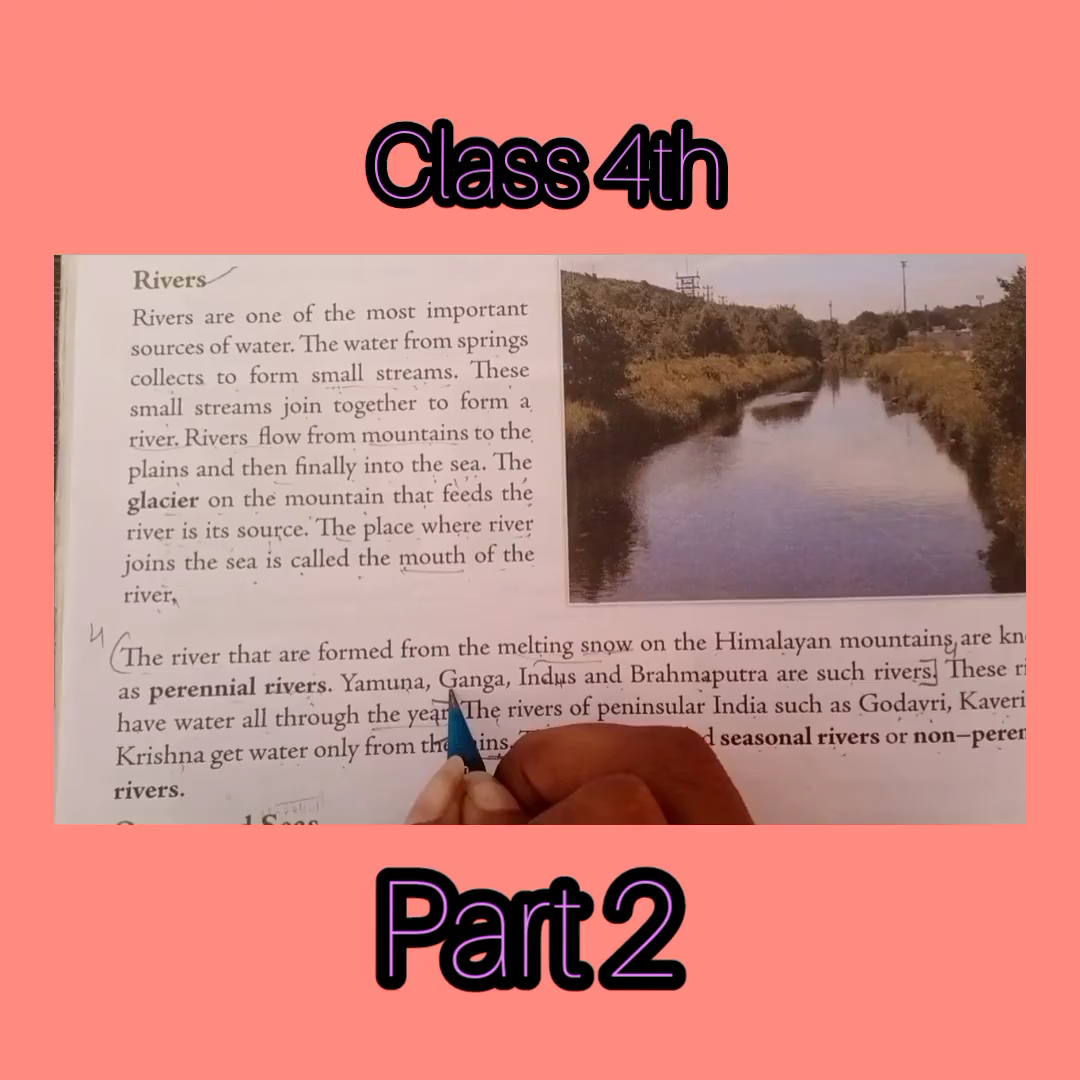 Class 4th
Rivers
Rivers are one of the most important
sources of water. The water from springs
collects to form small streams. These
small streams join together to form a
river. Rivers flow from mountains to the
plains and then finally into the sea. The
glacier on the mountain that feeds the
river is its source. The place where river
joins the sea is called the mouth of the
river.
4 (The river that are formed from the melting snow on the Himalayan mountains, are kn
as perennial rivers. Yamuna, Ganga, Indus and Brahmaputra are such rivers.] These ri
have water all through the year. The rivers of peninsular India such as Godavri, Kaveri
Krishna get water only from the ins. d seasonal rivers or non–peren
rivers.
Part 2